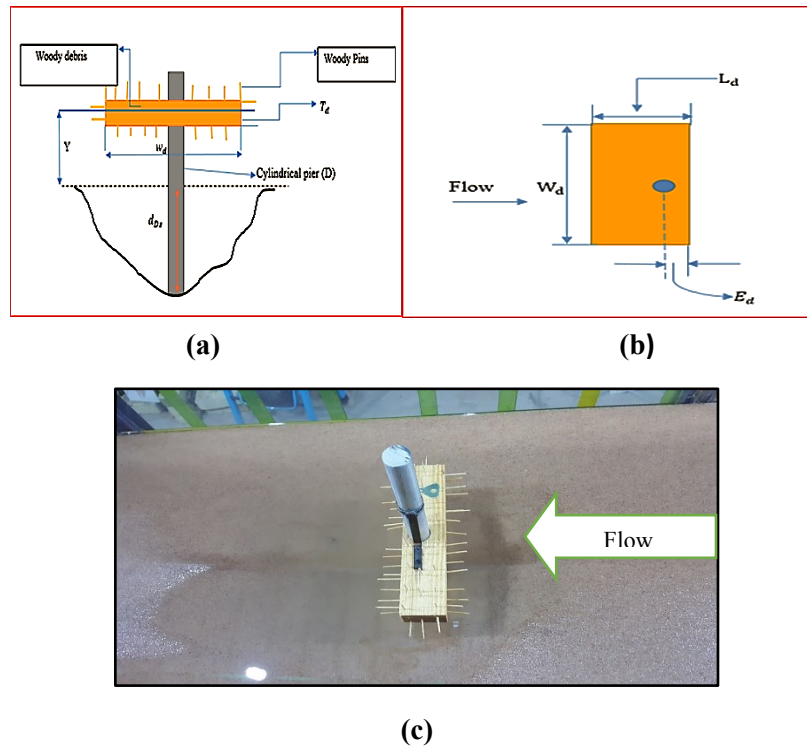 Woody debris
Woody Pins
T_d
Y
W_d
Cylindrical pier (D)
d_Ds
(a)
L_d
Flow
W_d
E_d
(b)
Flow
(c)